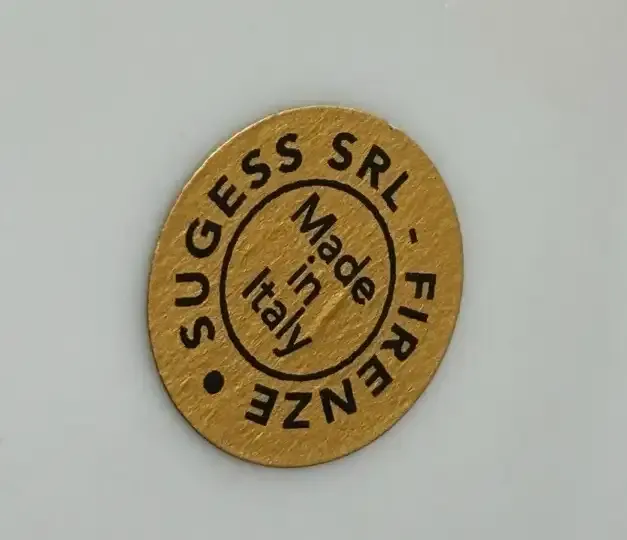 SUGESS SRL - FIRENZE •
Made
in
Italy